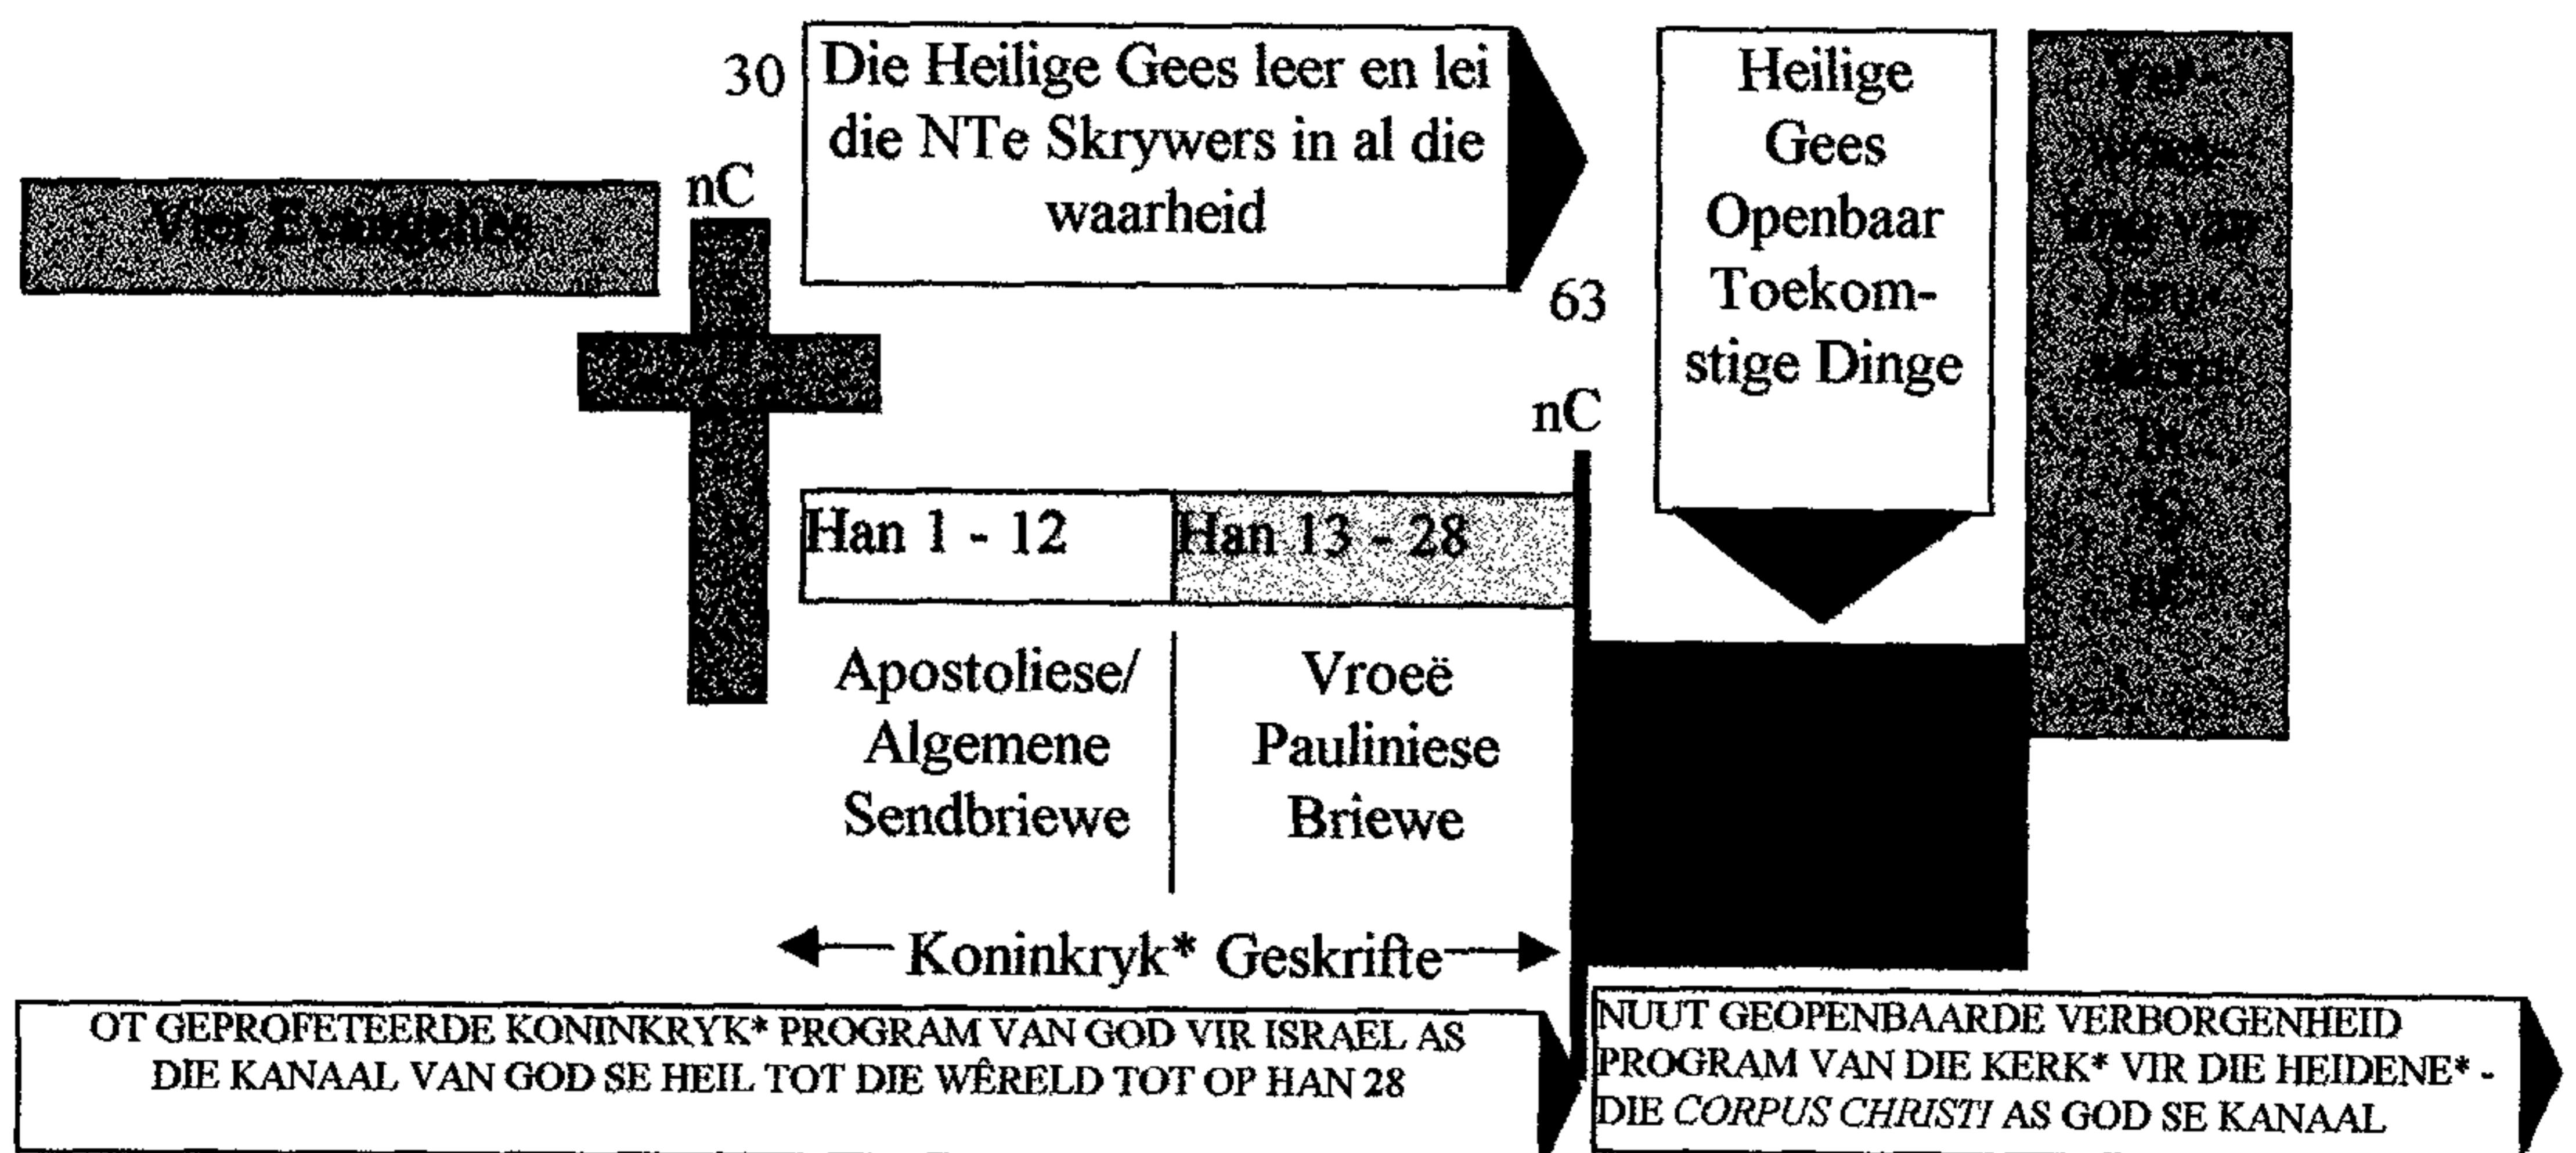 30
nC
Die Heilige Gees leer en lei
die NTe Skrywers in al die
waarheid
63
nC
Heilige
Gees
Openbaar
Toekom-
stige Dinge
Vier Evangelies
Han 1 - 12
Han 13 - 28
Apostoliese/
Algemene
Sendbriewe
Vroeë
Pauliniese
Briewe
Koninkryk* Geskrifte
OT GEPROFETEERDE KONINKRYK* PROGRAM VAN GOD VIR ISRAEL AS
DIE KANAAL VAN GOD SE HEIL TOT DIE WÊRELD TOT OP HAN 28
NUUT GEOPENBAARDE VERBORGENHEID
PROGRAM VAN DIE KERK* VIR DIE HEIDENE* -
DIE CORPUS CHRISTI AS GOD SE KANAAL